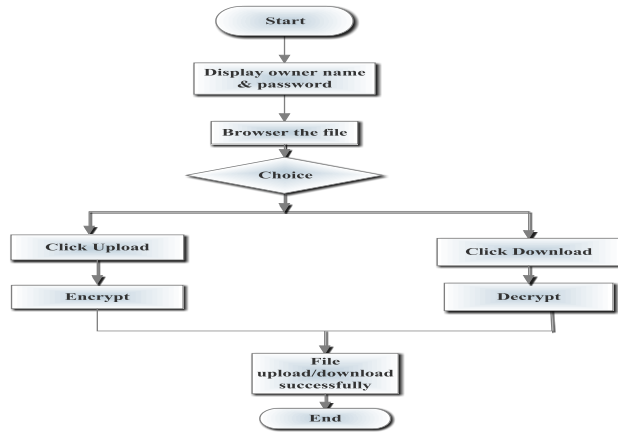 Start
Display owner name
& password
Browser the file
Choice
Click Upload
Click Download
Encrypt
Decrypt
File
upload/download
successfully
End